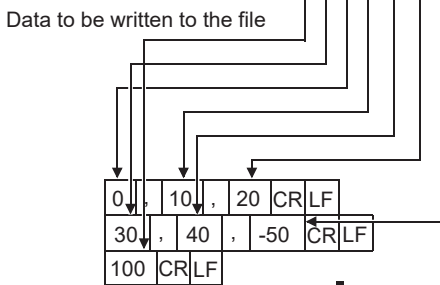 Data to be written to the file
0 , 10 , 20 CR LF
30 , 40 , -50 CR LF
100 CR LF